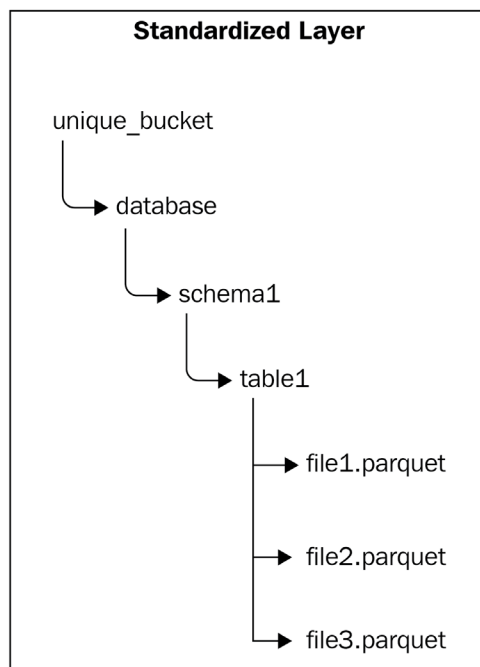 Standardized Layer
unique_bucket
database
schema1
table1
file1.parquet
file2.parquet
file3.parquet